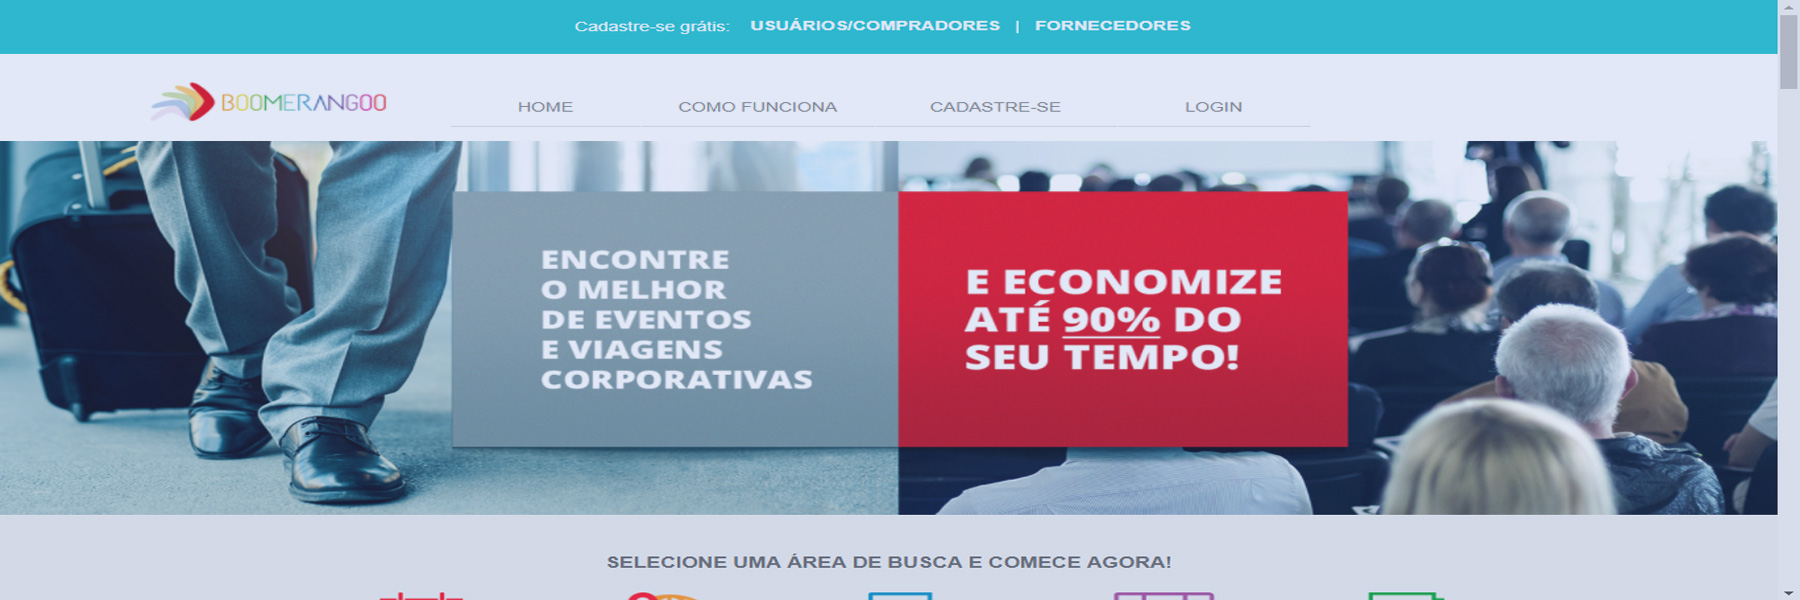 Cadastre-se grátis: USUÁRIOS/COMPRADORES | FORNECEDORES
BOOMERANGOO
HOME COMO FUNCIONA CADASTRE-SE LOGIN
ENCONTRE
O MELHOR
DE EVENTOS
E VIAGENS
CORPORATIVAS
E ECONOMIZE
ATÉ 90% DO
SEU TEMPO!
SELECIONE UMA ÁREA DE BUSCA E COMECE AGORA!